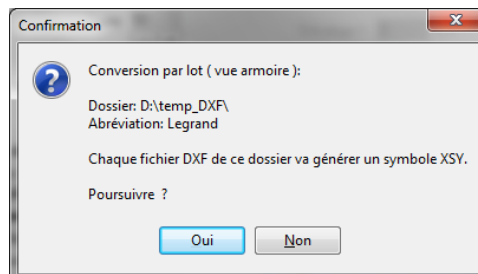 Confirmation
Conversion par lot ( vue armoire ):
Dossier: D:\temp_DXF\
Abréviation: Legrand
Chaque fichier DXF de ce dossier va générer un symbole XSY.
Poursuivre ?
Oui
Non